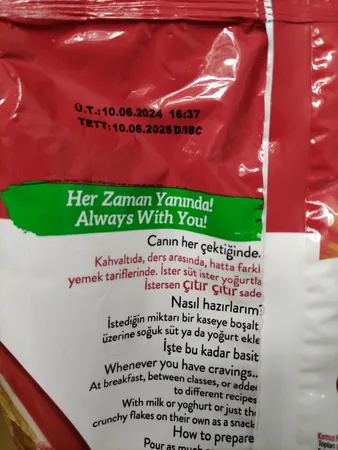 Ü.T.:10.06.2024 16:37
TETT:10.06.2025 D/ISC
Her Zaman Yanında!
Always With You!
Canın her çektiğinde.
Kahvaltıda, ders arasında, hatta farkl
yemek tariflerinde. İster süt ister yoğurtla
İstersen çıtır çıtır sade
Nasıl hazırlarım?
İstediğin miktarı bir kaseye boşalt
üzerine soğuk süt ya da yoğurt ekle
İşte bu kadar basit
Whenever you have cravings..
At breakfast, between classes, or adde
to different recipes
With milk or yoghurt or just the
crunchy flakes on their own as a snack
How to prepare
Pour as much